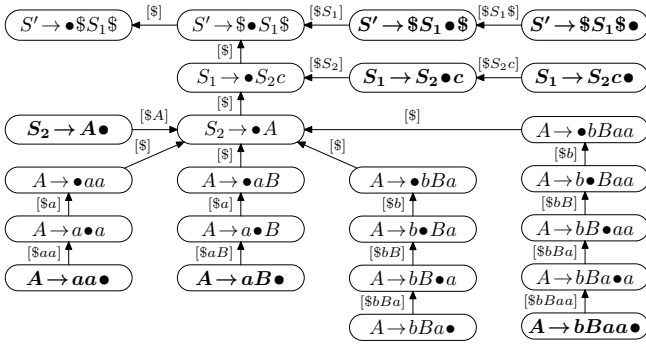 S′ → ●$S₁$ [$] S′ → $●S₁$ [$S₁] S′ → $S₁●$ [$S₁$] S′ → $S₁$●
[$]
S₁ → ●S₂c [$S₂] S₁ → S₂●c [$S₂c] S₁ → S₂c●
[$]
S₂ → A● [$A] S₂ → ●A [$] A → ●bBaa
[$] [$] [$] [$b]
A → ●aa A → ●aB A → ●bBa A → b●Baa
[$a] [$a] [$b] [$bB]
A → a●a A → a●B A → b●Ba A → bB●aa
[$aa] [$aB] [$bB] [$bBa]
A → aa● A → aB● A → bB●a A → bBa●a
[$bBa] [$bBaa]
A → bBa● A → bBaa●